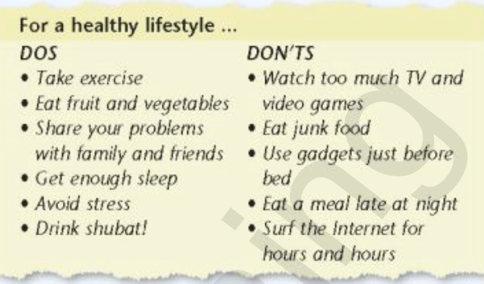 For a healthy lifestyle ...
DOS
• Take exercise
• Eat fruit and vegetables
• Share your problems
with family and friends
• Get enough sleep
• Avoid stress
• Drink shubat!
DON'TS
• Watch too much TV and
video games
• Eat junk food
• Use gadgets just before
bed
• Eat a meal late at night
• Surf the Internet for
hours and hours